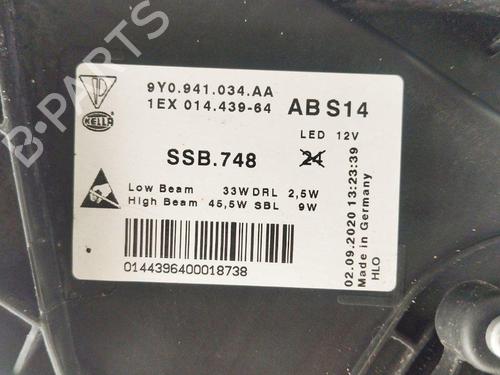 B-PARTS
9Y0.941.034.AA
1EX 014.439-64
AB S14
HELLA
LED 12V
SSB.748
24
Low Beam 33W DRL 2,5W
High Beam 45,5W SBL 9W
0144396400018738
02.09.2020 13:23:39
Made in Germany
HLO